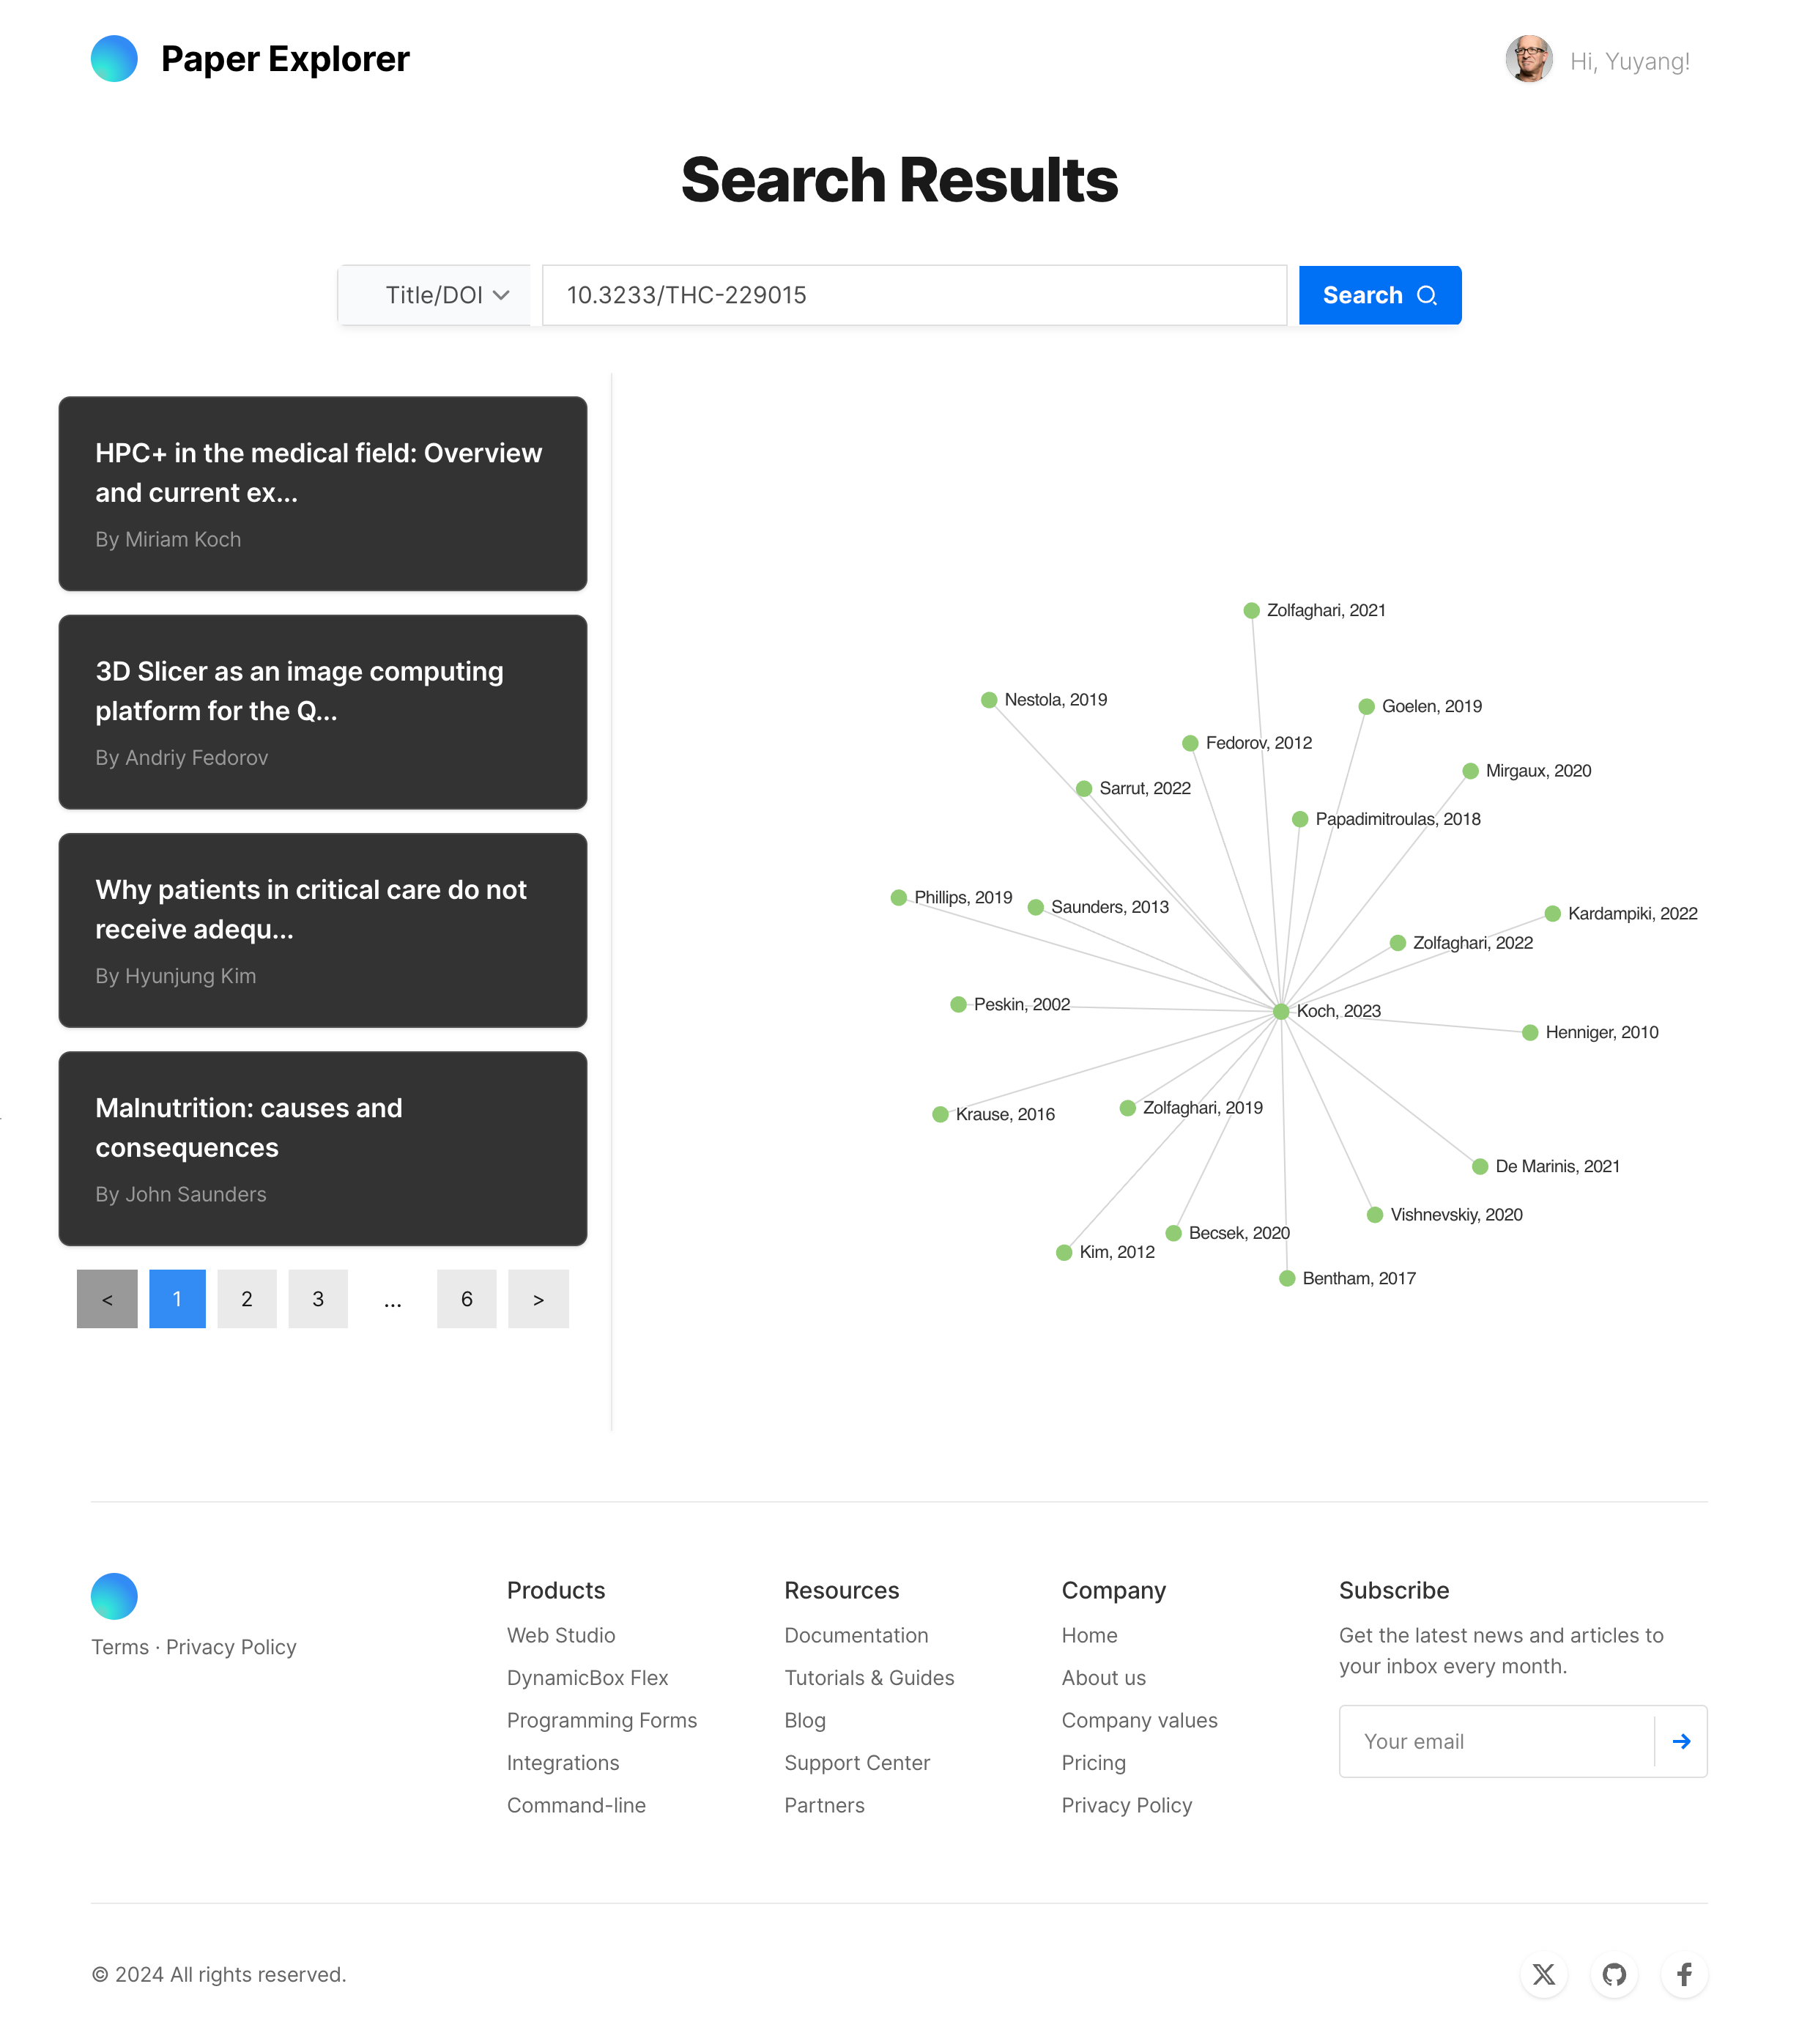 Paper Explorer
Hi, Yuyang!
Search Results
Title/DOI
10.3233/THC-229015
Search
HPC+ in the medical field: Overview
and current ex...
By Miriam Koch
3D Slicer as an image computing
platform for the Q...
By Andriy Fedorov
Why patients in critical care do not
receive adequ...
By Hyunjung Kim
Malnutrition: causes and
consequences
By John Saunders
<
1
2
3
...
6
>
Zolfaghari, 2021
Nestola, 2019
Goelen, 2019
Fedorov, 2012
Mirgaux, 2020
Sarrut, 2022
Papadimitroulas, 2018
Phillips, 2019
Saunders, 2013
Kardampiki, 2022
Zolfaghari, 2022
Peskin, 2002
Koch, 2023
Henniger, 2010
Krause, 2016
Zolfaghari, 2019
De Marinis, 2021
Vishnevskiy, 2020
Becsek, 2020
Kim, 2012
Bentham, 2017
Terms · Privacy Policy
Products
Web Studio
DynamicBox Flex
Programming Forms
Integrations
Command-line
Resources
Documentation
Tutorials & Guides
Blog
Support Center
Partners
Company
Home
About us
Company values
Pricing
Privacy Policy
Subscribe
Get the latest news and articles to
your inbox every month.
Your email
© 2024 All rights reserved.